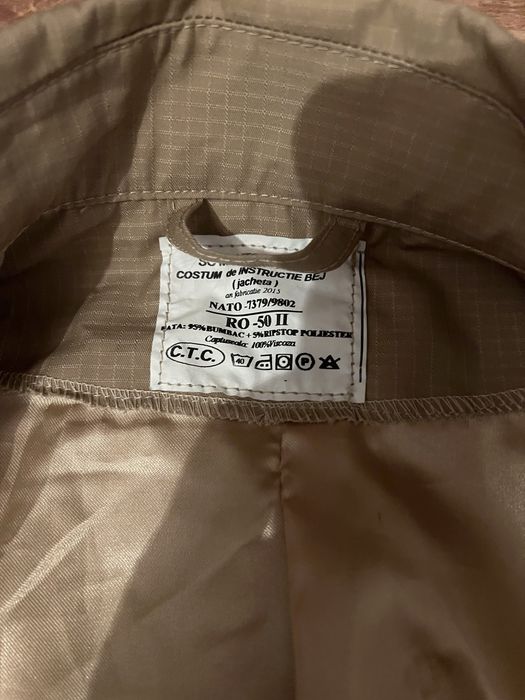 COSTUM de INSTRUCTIE BEJ
( jacheta )
an fabricatie 2015
NATO -7379/9802
RO -50 II
FATA: 95%BUMBAC + 5%RIPSTOP POLIESTER
Captuseala: 100%Viscoza
C.T.C. 40 P A